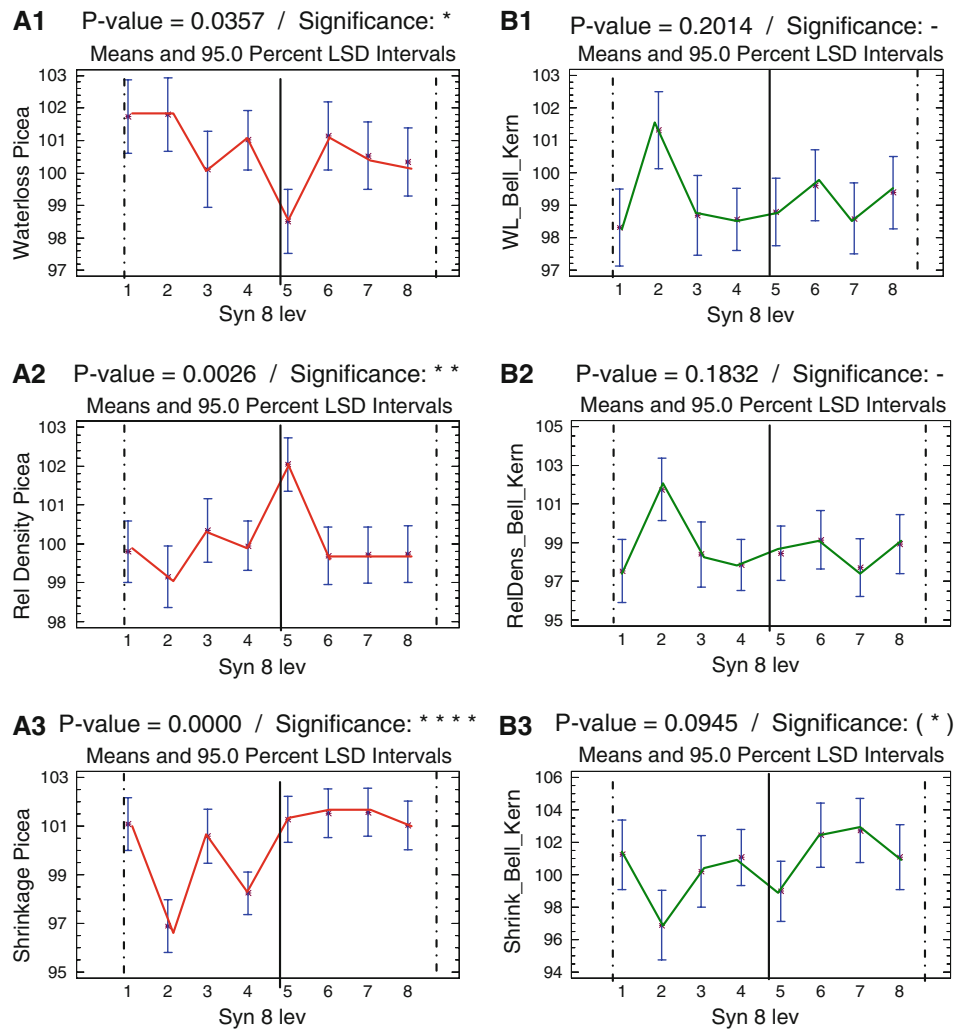 A1 P-value = 0.0357 / Significance: *
Means and 95.0 Percent LSD Intervals
Waterloss Picea
103
102
101
100
99
98
97
1 2 3 4 5 6 7 8
Syn 8 lev
B1 P-value = 0.2014 / Significance: -
Means and 95.0 Percent LSD Intervals
WL_Bell_Kern
103
102
101
100
99
98
97
1 2 3 4 5 6 7 8
Syn 8 lev
A2 P-value = 0.0026 / Significance: * *
Means and 95.0 Percent LSD Intervals
Rel Density Picea
103
102
101
100
99
98
1 2 3 4 5 6 7 8
Syn 8 lev
B2 P-value = 0.1832 / Significance: -
Means and 95.0 Percent LSD Intervals
RelDens_Bell_Kern
105
103
101
99
97
95
1 2 3 4 5 6 7 8
Syn 8 lev
A3 P-value = 0.0000 / Significance: * * * *
Means and 95.0 Percent LSD Intervals
Shrinkage Picea
103
101
99
97
95
1 2 3 4 5 6 7 8
Syn 8 lev
B3 P-value = 0.0945 / Significance: ( * )
Means and 95.0 Percent LSD Intervals
Shrink_Bell_Kern
106
104
102
100
98
96
94
1 2 3 4 5 6 7 8
Syn 8 lev